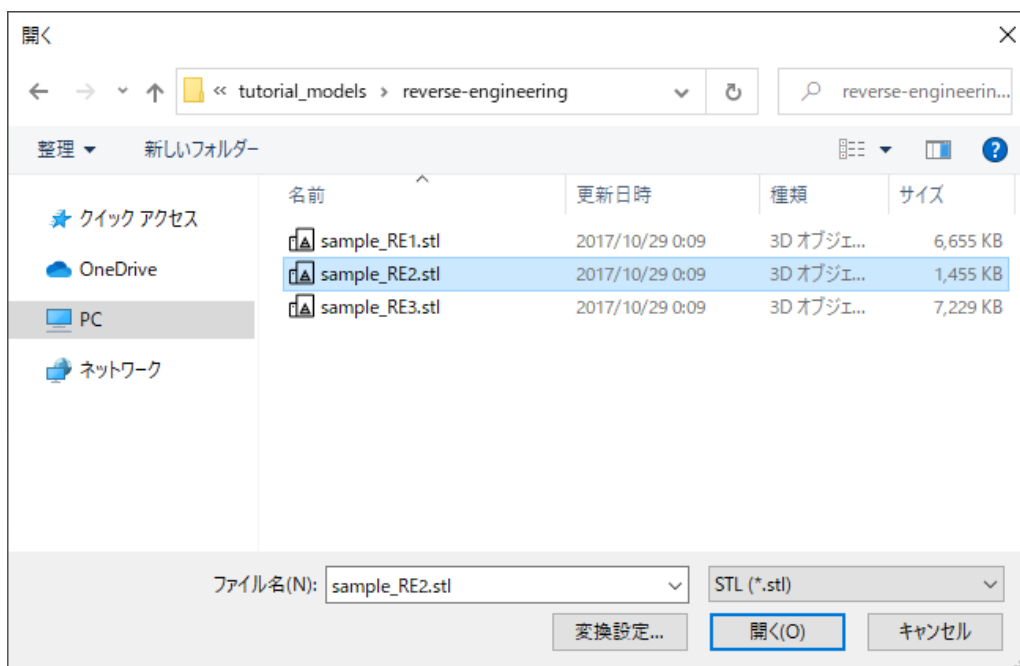 開く
« tutorial_models › reverse-engineering
reverse-engineerin...
整理 新しいフォルダー
?
名前 更新日時 種類 サイズ
クイック アクセス
OneDrive
PC
ネットワーク
sample_RE1.stl 2017/10/29 0:09 3D オブジェ... 6,655 KB
sample_RE2.stl 2017/10/29 0:09 3D オブジェ... 1,455 KB
sample_RE3.stl 2017/10/29 0:09 3D オブジェ... 7,229 KB
ファイル名(N): sample_RE2.stl STL (*.stl)
変換設定... 開く(O) キャンセル